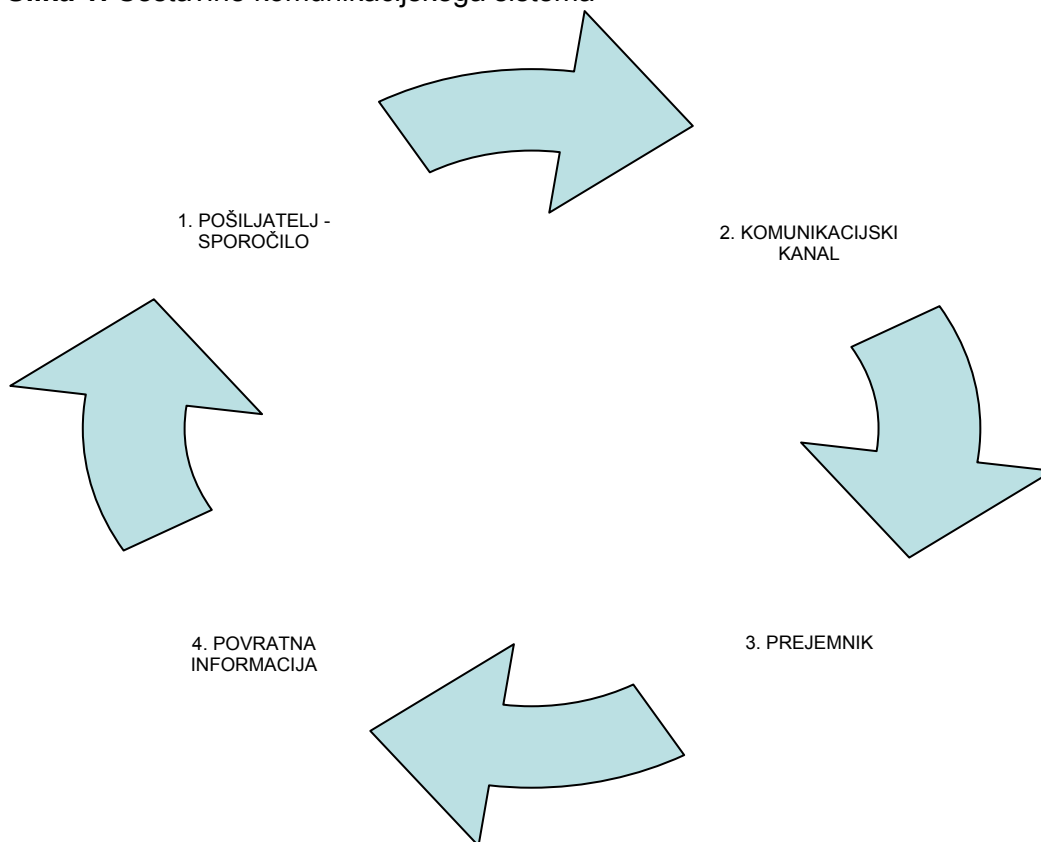 1. POŠILJATELJ -
SPOROČILO
2. KOMUNIKACIJSKI
KANAL
4. POVRATNA
INFORMACIJA
3. PREJEMNIK